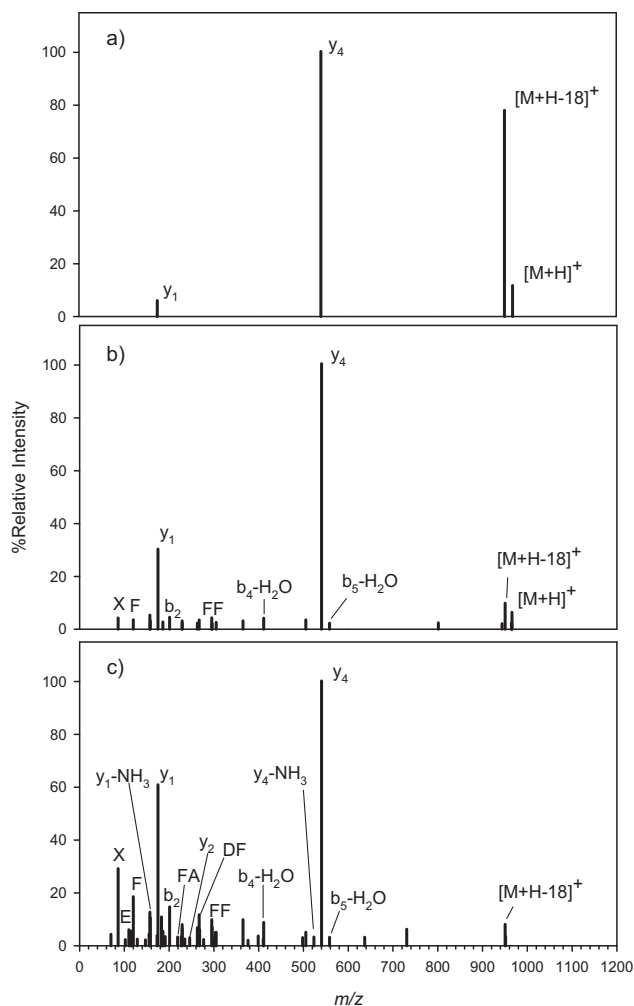 a)
100
80
60
40
20
0
y₄
[M+H-18]⁺
[M+H]⁺
y₁
b)
100
80
60
40
20
0
%Relative Intensity
y₄
y₁
X
F
b₂
FF
b₄-H₂O
b₅-H₂O
[M+H-18]⁺
[M+H]⁺
c)
100
80
60
40
20
0
y₄
y₁-NH₃
y₁
y₄-NH₃
X
E
F
b₂
FA
y₂
DF
FF
b₄-H₂O
b₅-H₂O
[M+H-18]⁺
0 100 200 300 400 500 600 700 800 900 1000 1100 1200
m/z